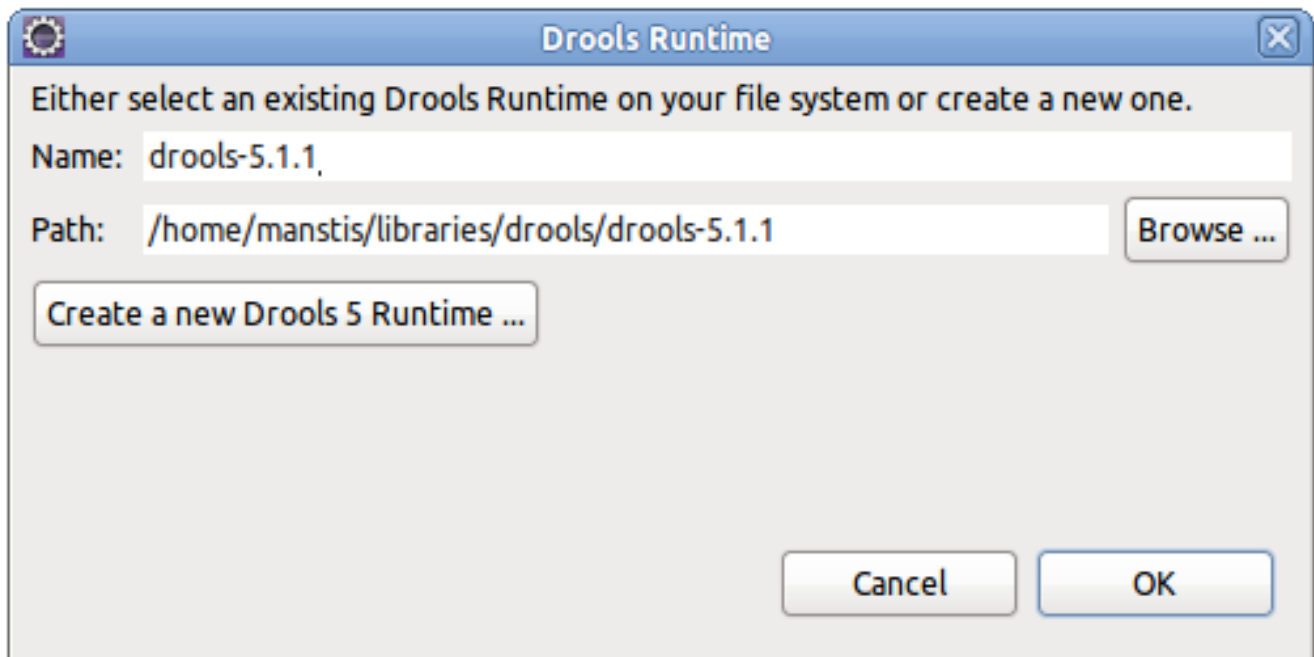 Drools Runtime
Either select an existing Drools Runtime on your file system or create a new one.
Name: drools-5.1.1
Path: /home/manstis/libraries/drools/drools-5.1.1 Browse ...
Create a new Drools 5 Runtime ...
Cancel OK